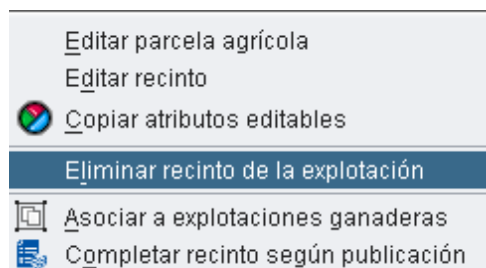 Editar parcela agrícola
Editar recinto
Copiar atributos editables
Eliminar recinto de la explotación
Asociar a explotaciones ganaderas
Completar recinto según publicación